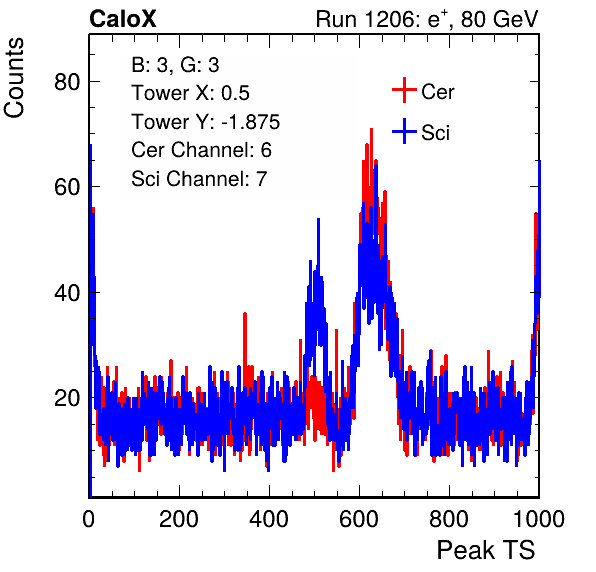 CaloX Run 1206: e⁺, 80 GeV
Counts
B: 3, G: 3
Tower X: 0.5
Tower Y: -1.875
Cer Channel: 6
Sci Channel: 7
Cer
Sci
80
60
40
20
0 200 400 600 800 1000
Peak TS